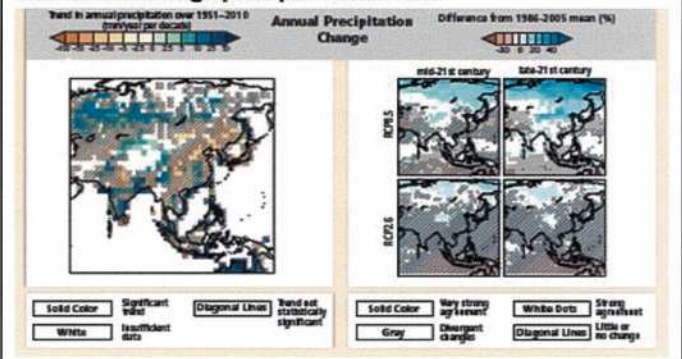 Trend in annual precipitation over 1951–2010
(mm/year per decade)
Annual Precipitation
Change
Difference from 1986-2005 mean (%)
0 20 40
mid-21st century
late-21st century
RCP8.5
RCP2.6
Solid Color
Significant
trend
Diagonal Lines
Trend not
statistically
significant
White
Insufficient
data
Solid Color
Very strong
agreement
White Dots
Strong
agreement
Gray
Divergent
changes
Diagonal Lines
Little or
no change